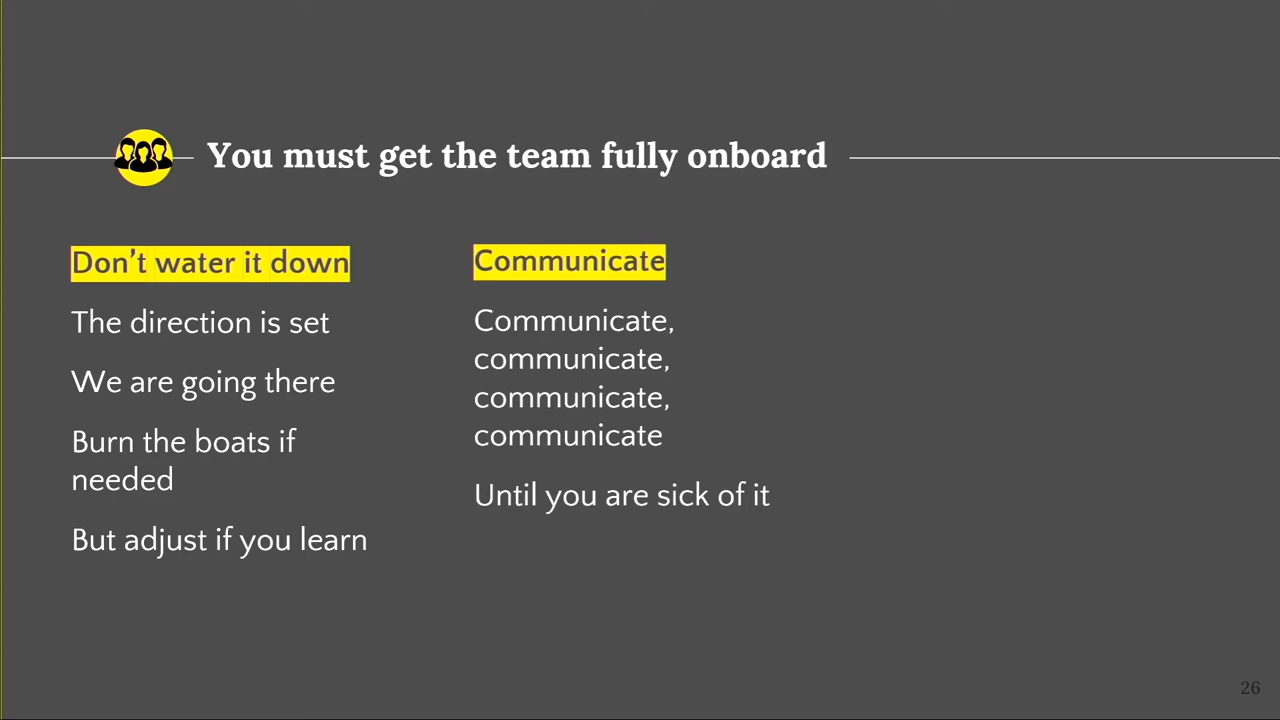 You must get the team fully onboard
Don’t water it down
The direction is set
We are going there
Burn the boats if
needed
But adjust if you learn
Communicate
Communicate,
communicate,
communicate,
communicate
Until you are sick of it
26